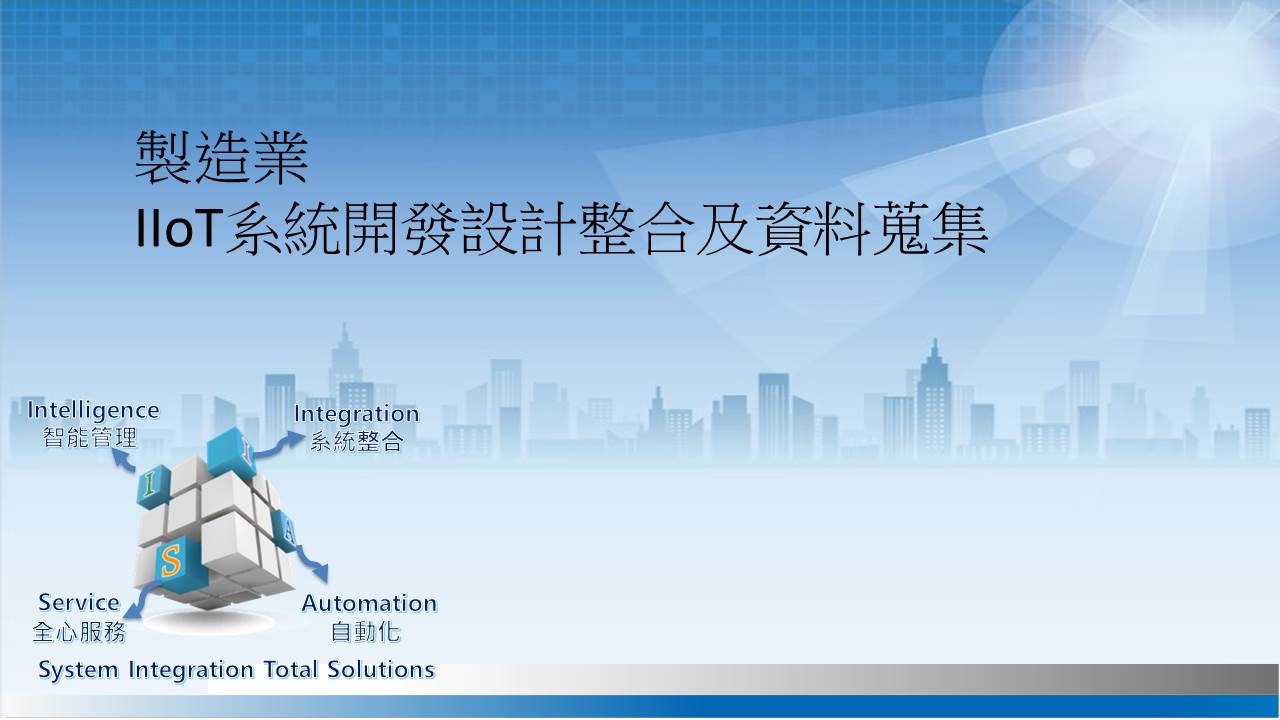 製造業
IIoT系統開發設計整合及資料蒐集
Intelligence
智能管理
Integration
系統整合
I
I
A
S
Service
全心服務
Automation
自動化
System Integration Total Solutions